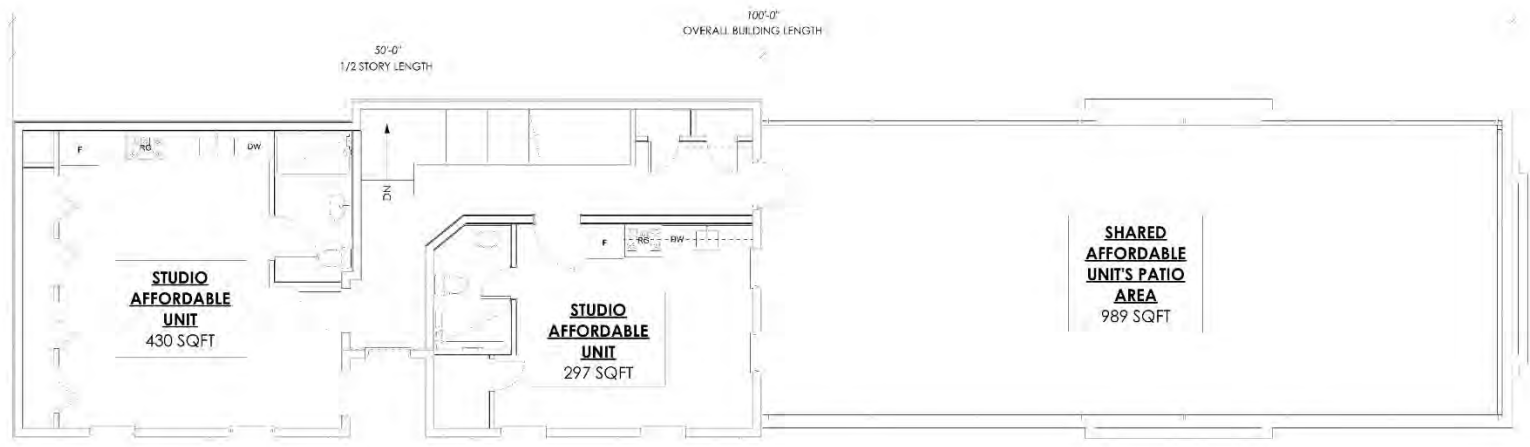 100'-0"
OVERALL BUILDING LENGTH
50'-0"
1/2 STORY LENGTH
F
RG
DW
DN
F
RG
DW
STUDIO
AFFORDABLE
UNIT
430 SQFT
STUDIO
AFFORDABLE
UNIT
297 SQFT
SHARED
AFFORDABLE
UNIT'S PATIO
AREA
989 SQFT